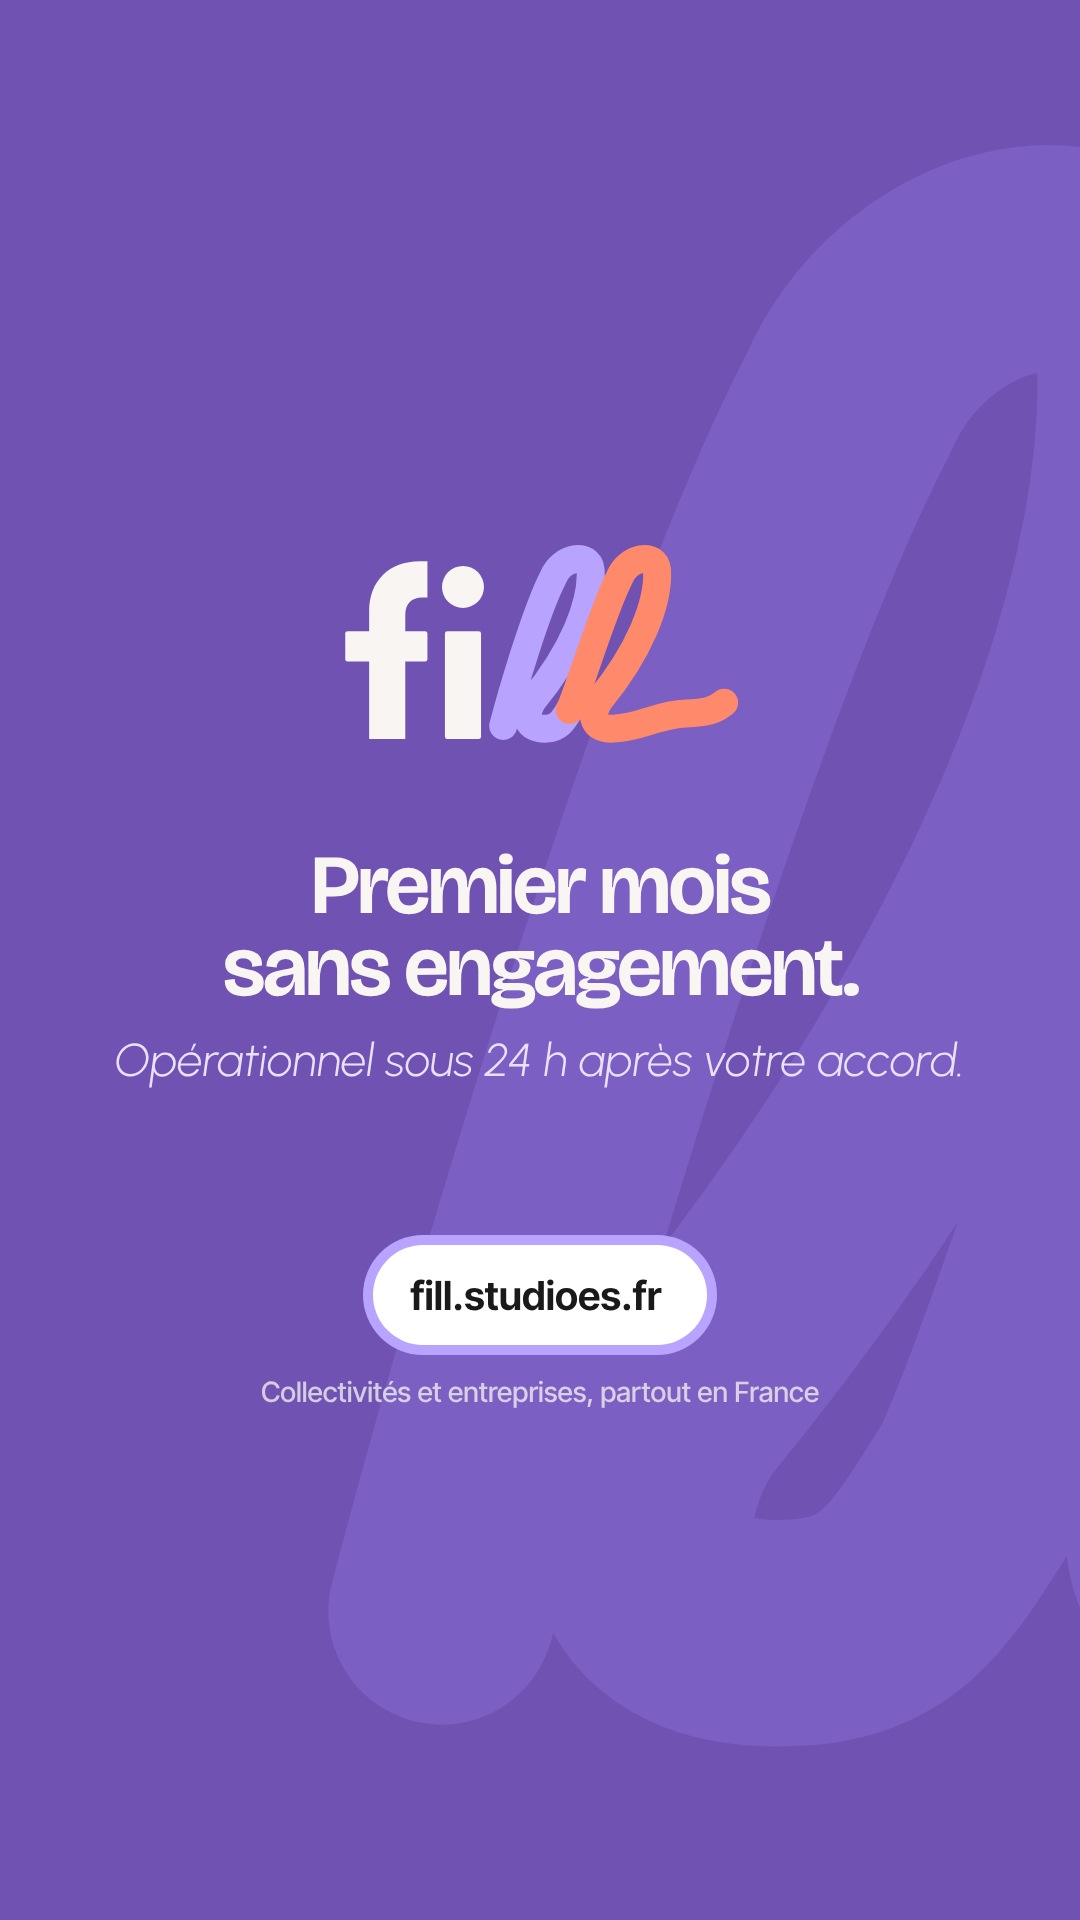 fill
Premier mois
sans engagement.
Opérationnel sous 24 h après votre accord.
fill.studioes.fr
Collectivités et entreprises, partout en France